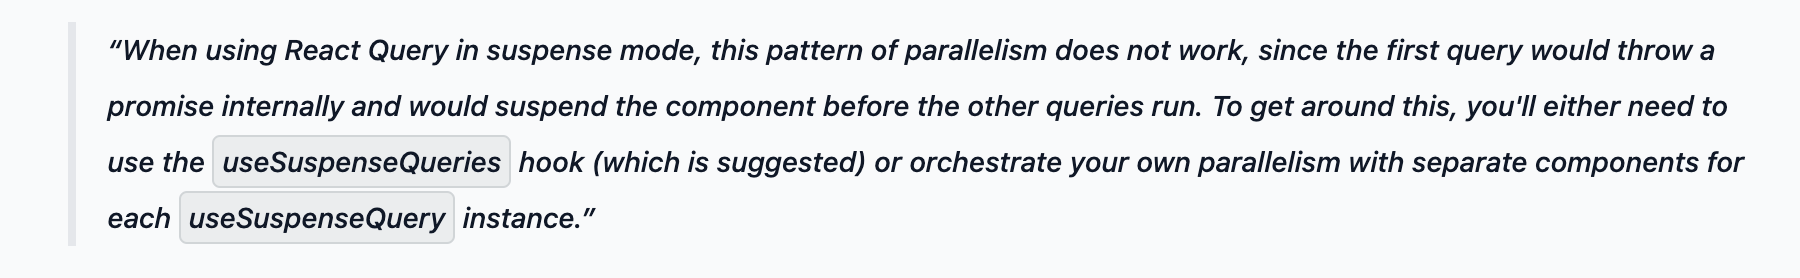 “When using React Query in suspense mode, this pattern of parallelism does not work, since the first query would throw a
promise internally and would suspend the component before the other queries run. To get around this, you'll either need to
use the useSuspenseQueries hook (which is suggested) or orchestrate your own parallelism with separate components for
each useSuspenseQuery instance.”